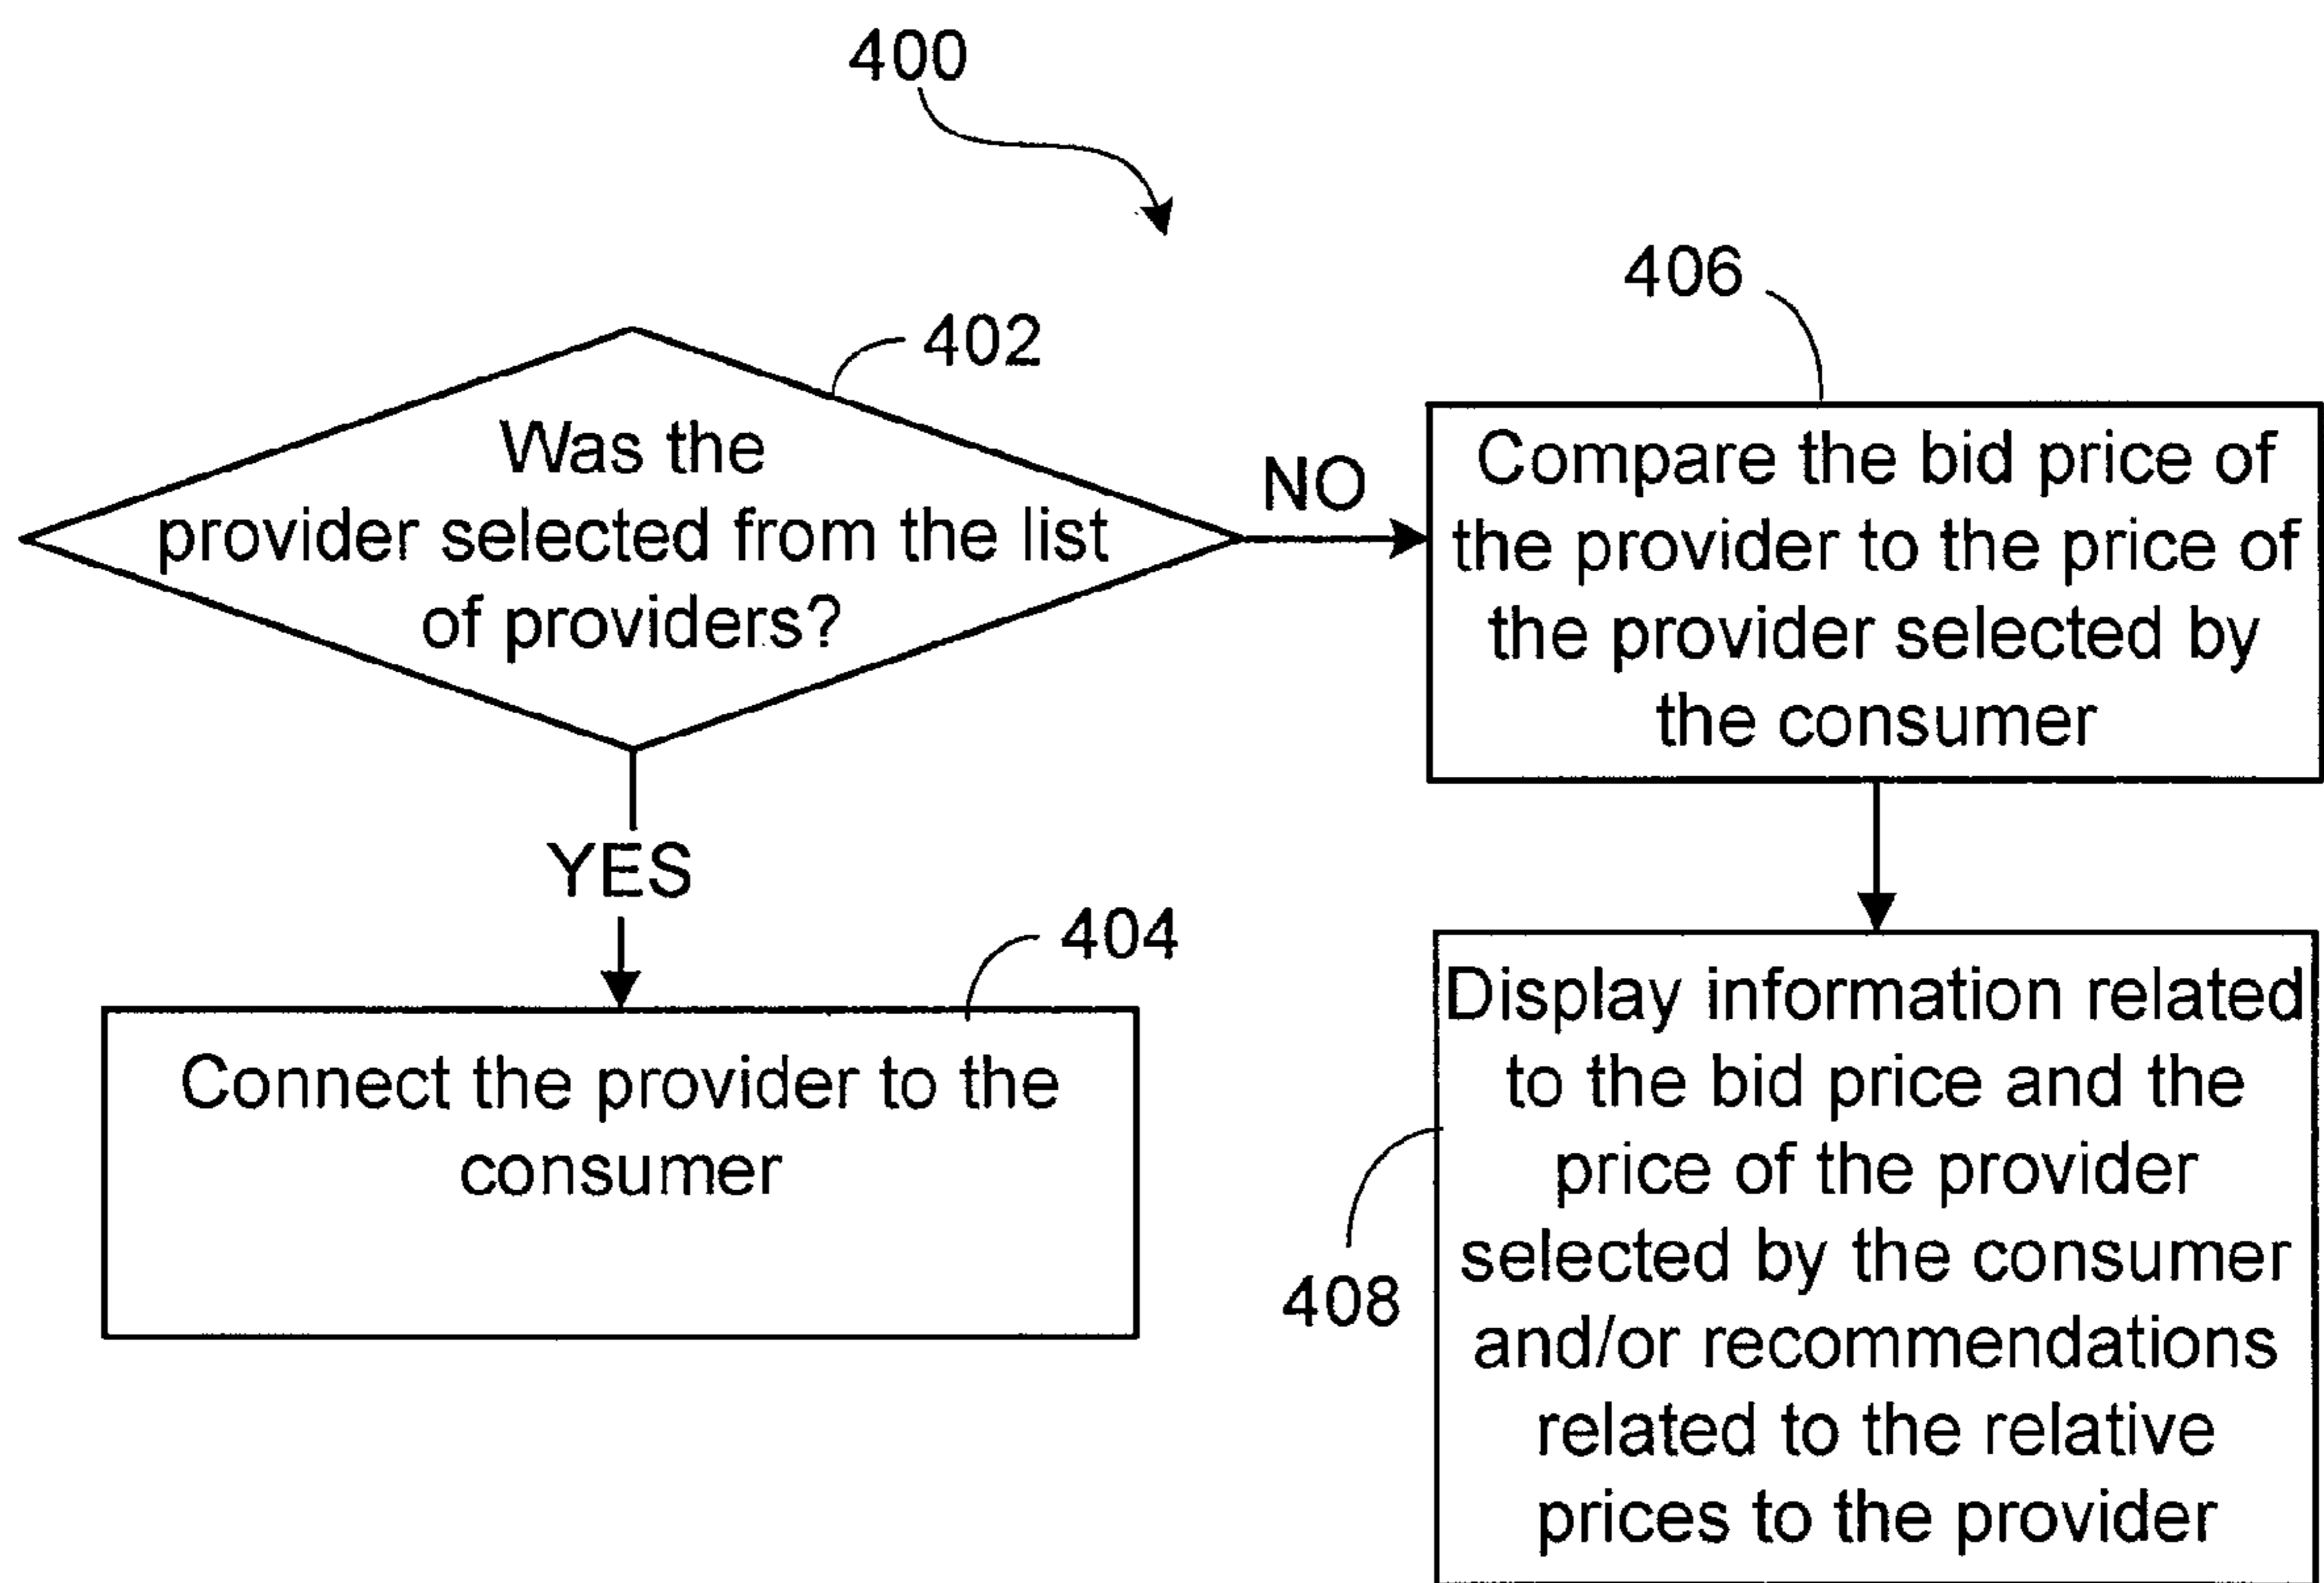 400
402
Was the
provider selected from the list
of providers?
NO
406
Compare the bid price of
the provider to the price of
the provider selected by
the consumer
YES
404
Connect the provider to the
consumer
408
Display information related
to the bid price and the
price of the provider
selected by the consumer
and/or recommendations
related to the relative
prices to the provider